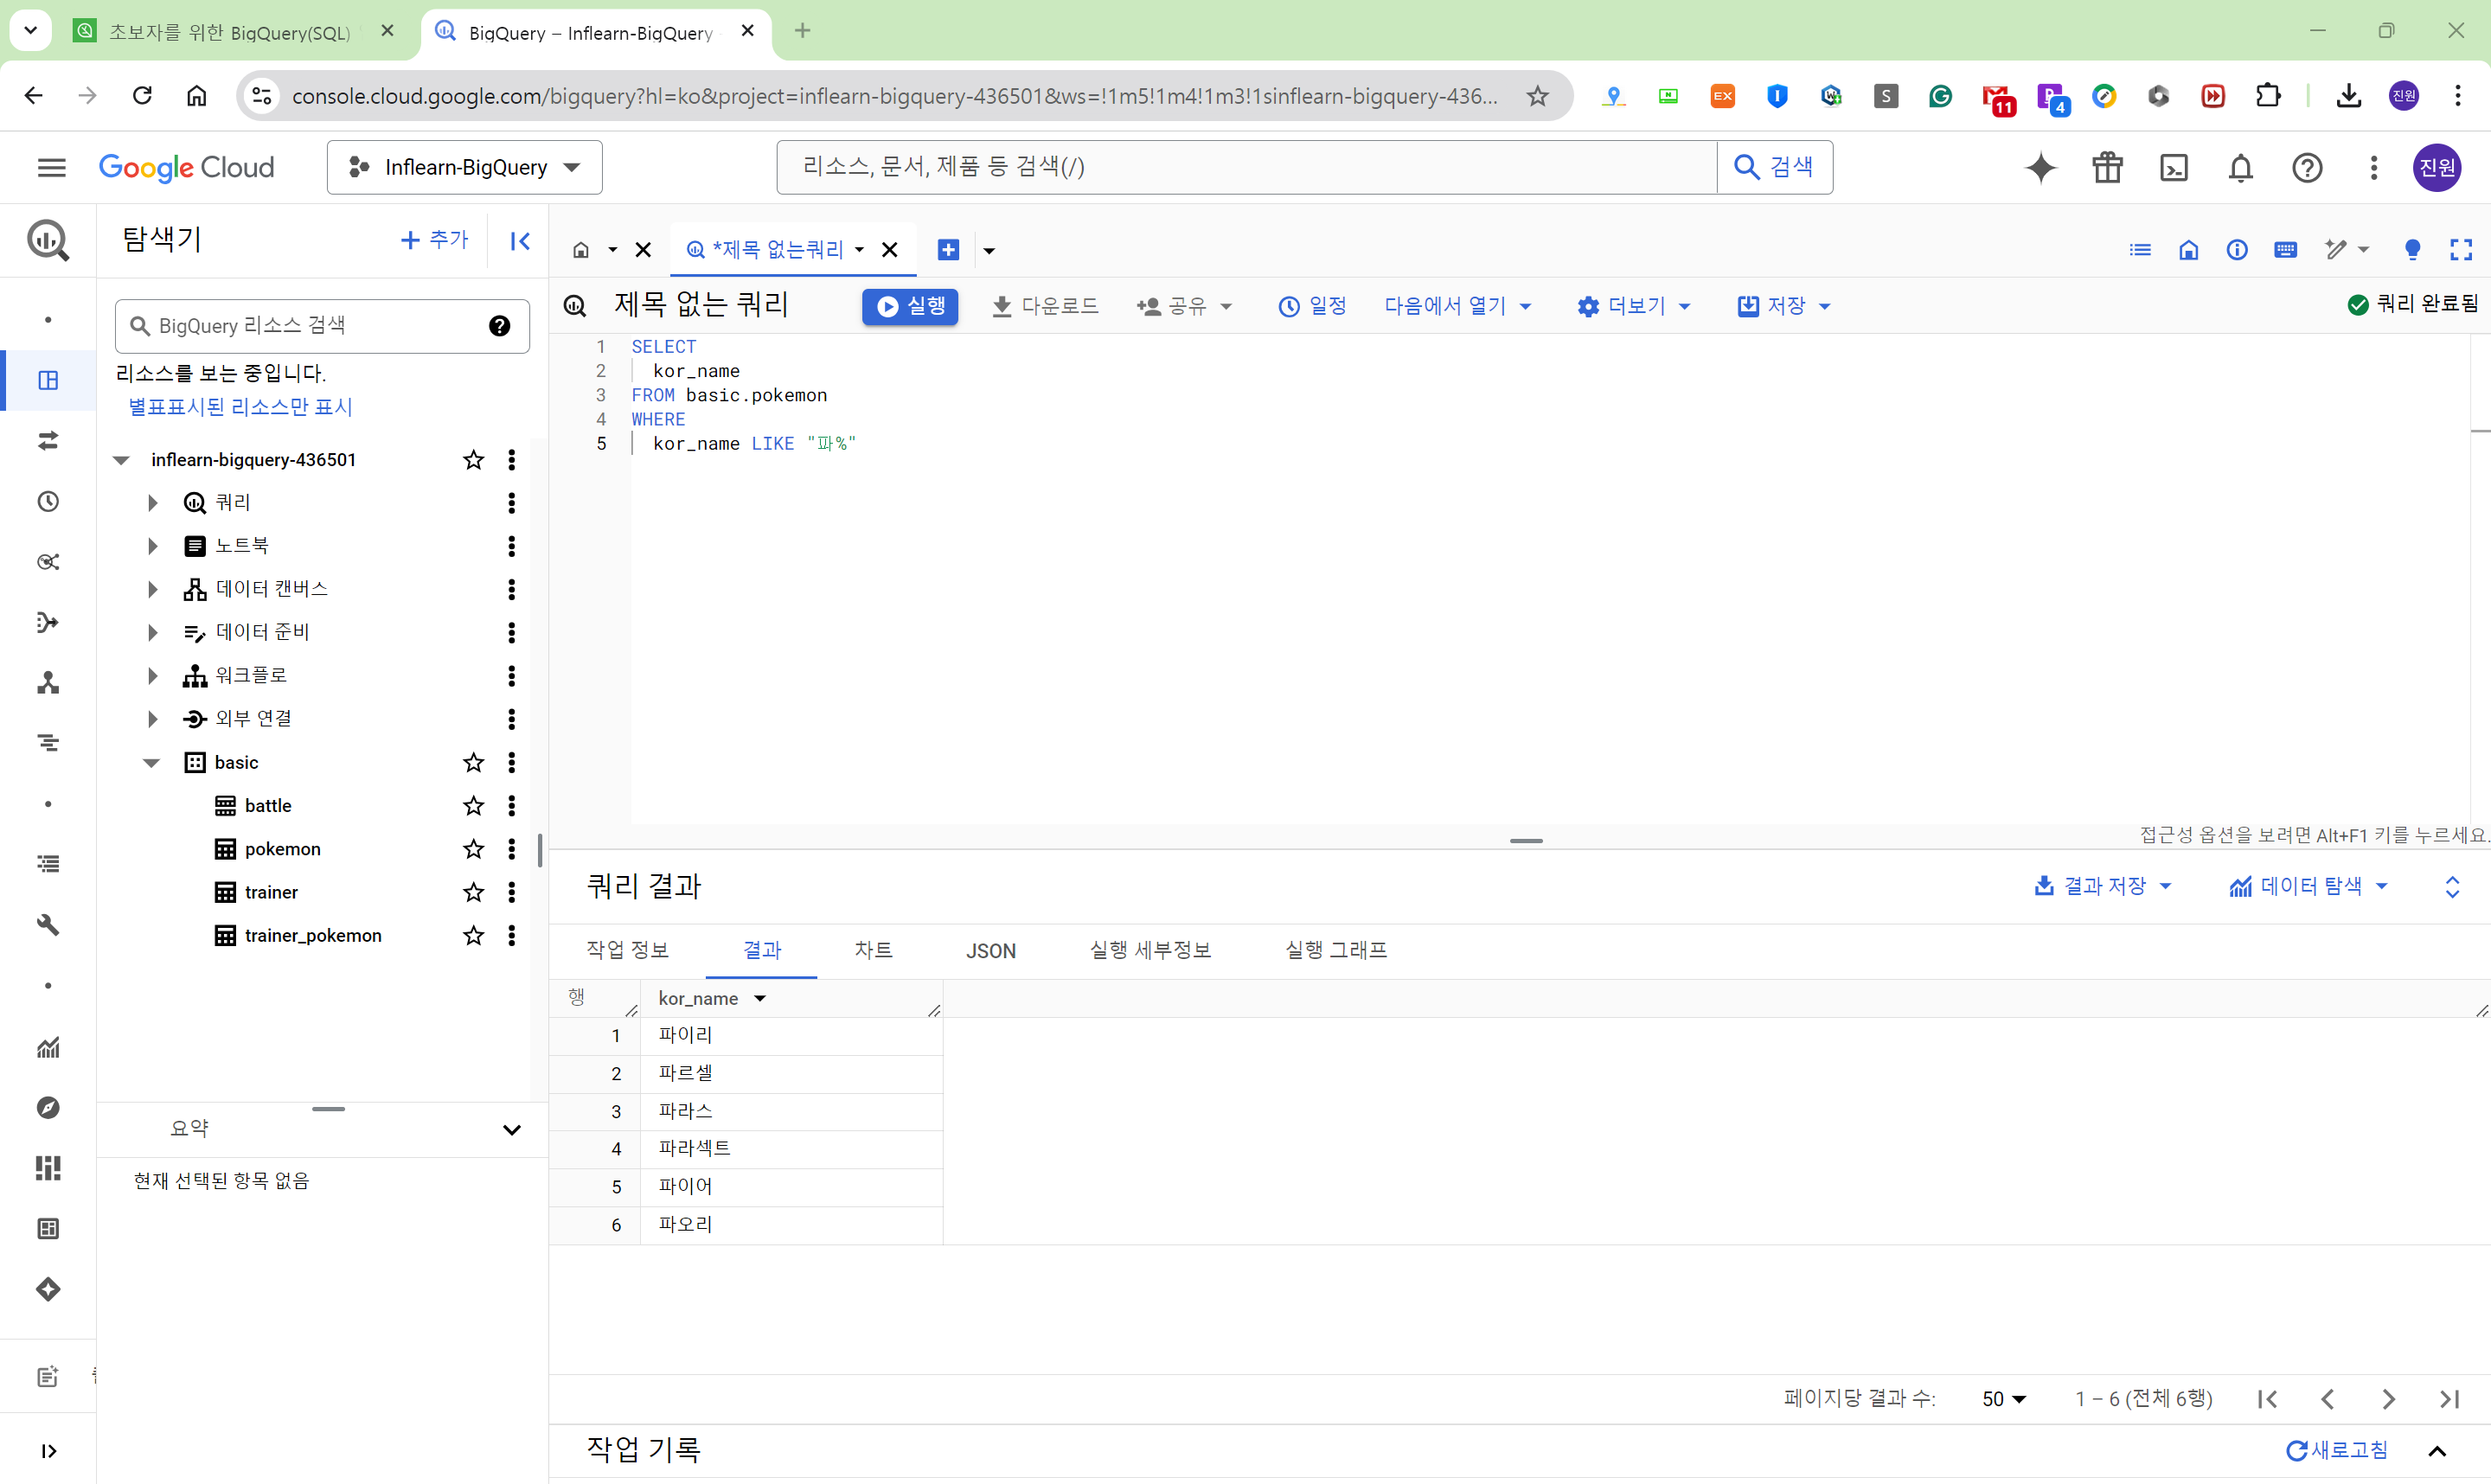 초보자를 위한 BigQuery(SQL)
BigQuery – Inflearn-BigQuery
console.cloud.google.com/bigquery?hl=ko&project=inflearn-bigquery-436501&ws=!1m5!1m4!1m3!1sinflearn-bigquery-436...
EX
S
11
4
진원
Google Cloud
Inflearn-BigQuery
리소스, 문서, 제품 등 검색(/)
검색
진원
탐색기
추가
*제목 없는쿼리
BigQuery 리소스 검색
제목 없는 쿼리
실행
다운로드
공유
일정
다음에서 열기
더보기
저장
쿼리 완료됨
리소스를 보는 중입니다.
별표표시된 리소스만 표시
1 SELECT
2 kor_name
3 FROM basic.pokemon
4 WHERE
5 kor_name LIKE "파%"
inflearn-bigquery-436501
쿼리
노트북
데이터 캔버스
데이터 준비
워크플로
외부 연결
basic
battle
pokemon
trainer
trainer_pokemon
접근성 옵션을 보려면 Alt+F1 키를 누르세요.
쿼리 결과
결과 저장
데이터 탐색
작업 정보
결과
차트
JSON
실행 세부정보
실행 그래프
행 kor_name
1 파이리
2 파르셀
3 파라스
4 파라섹트
5 파이어
6 파오리
요약
현재 선택된 항목 없음
페이지당 결과 수: 50 1 – 6 (전체 6행)
작업 기록
새로고침